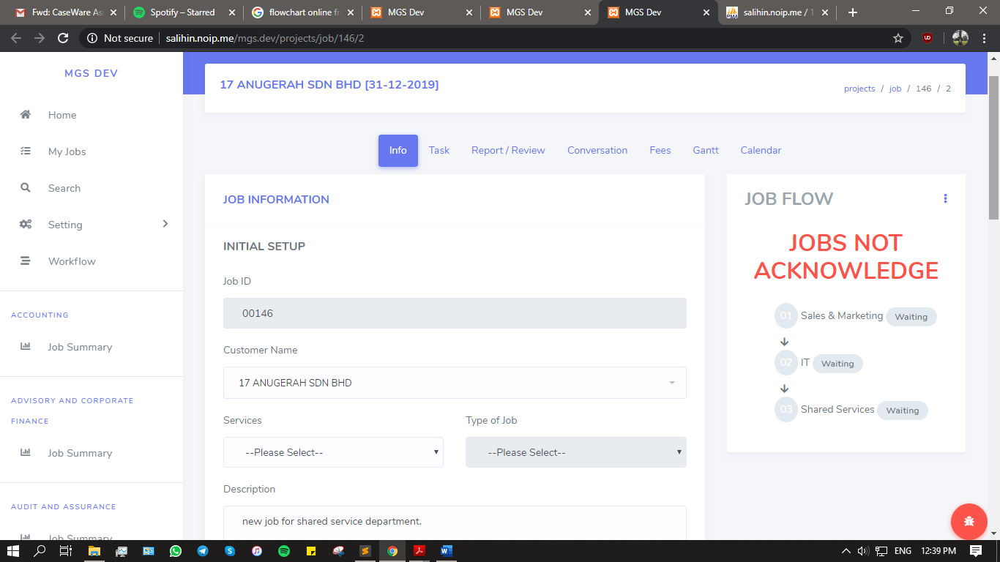 Fwd: CaseWare As
Spotify – Starred
flowchart online fr
MGS Dev
MGS Dev
MGS Dev
salihin.noip.me / 1
Not secure
salihin.noip.me/mgs.dev/projects/job/146/2
MGS DEV
Home
My Jobs
Search
Setting
Workflow
ACCOUNTING
Job Summary
ADVISORY AND CORPORATE
FINANCE
Job Summary
AUDIT AND ASSURANCE
Job Summary
17 ANUGERAH SDN BHD [31-12-2019]
projects / job / 146 / 2
Info
Task
Report / Review
Conversation
Fees
Gantt
Calendar
JOB INFORMATION
INITIAL SETUP
Job ID
00146
Customer Name
17 ANUGERAH SDN BHD
Services
Type of Job
--Please Select--
--Please Select--
Description
new job for shared service department.
JOB FLOW
JOBS NOT
ACKNOWLEDGE
01 Sales & Marketing Waiting
02 IT Waiting
03 Shared Services Waiting
ENG
12:39 PM